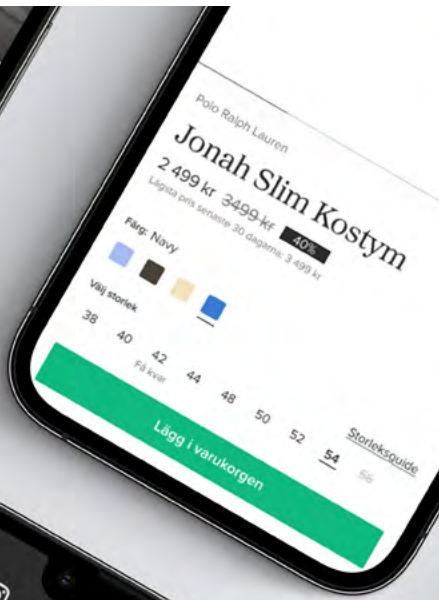 Polo Ralph Lauren
Jonah Slim Kostym
2 499 kr 3499 kr 40%
Lägsta pris senaste 30 dagarna: 3 499 kr
Färg: Navy
Välj storlek
Storleksguide
38 40 42 44 48 50 52 54 56
Få kvar
Lägg i varukorgen